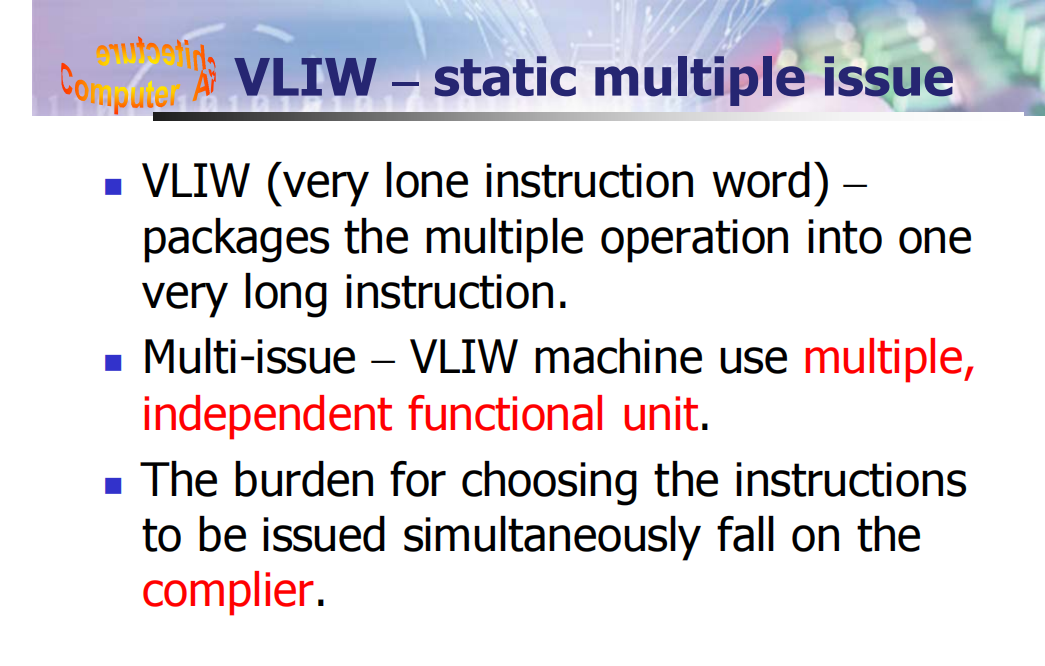 Computer Architecture
VLIW – static multiple issue
▪ VLIW (very lone instruction word) –
packages the multiple operation into one
very long instruction.
▪ Multi-issue – VLIW machine use multiple,
independent functional unit.
▪ The burden for choosing the instructions
to be issued simultaneously fall on the
complier.